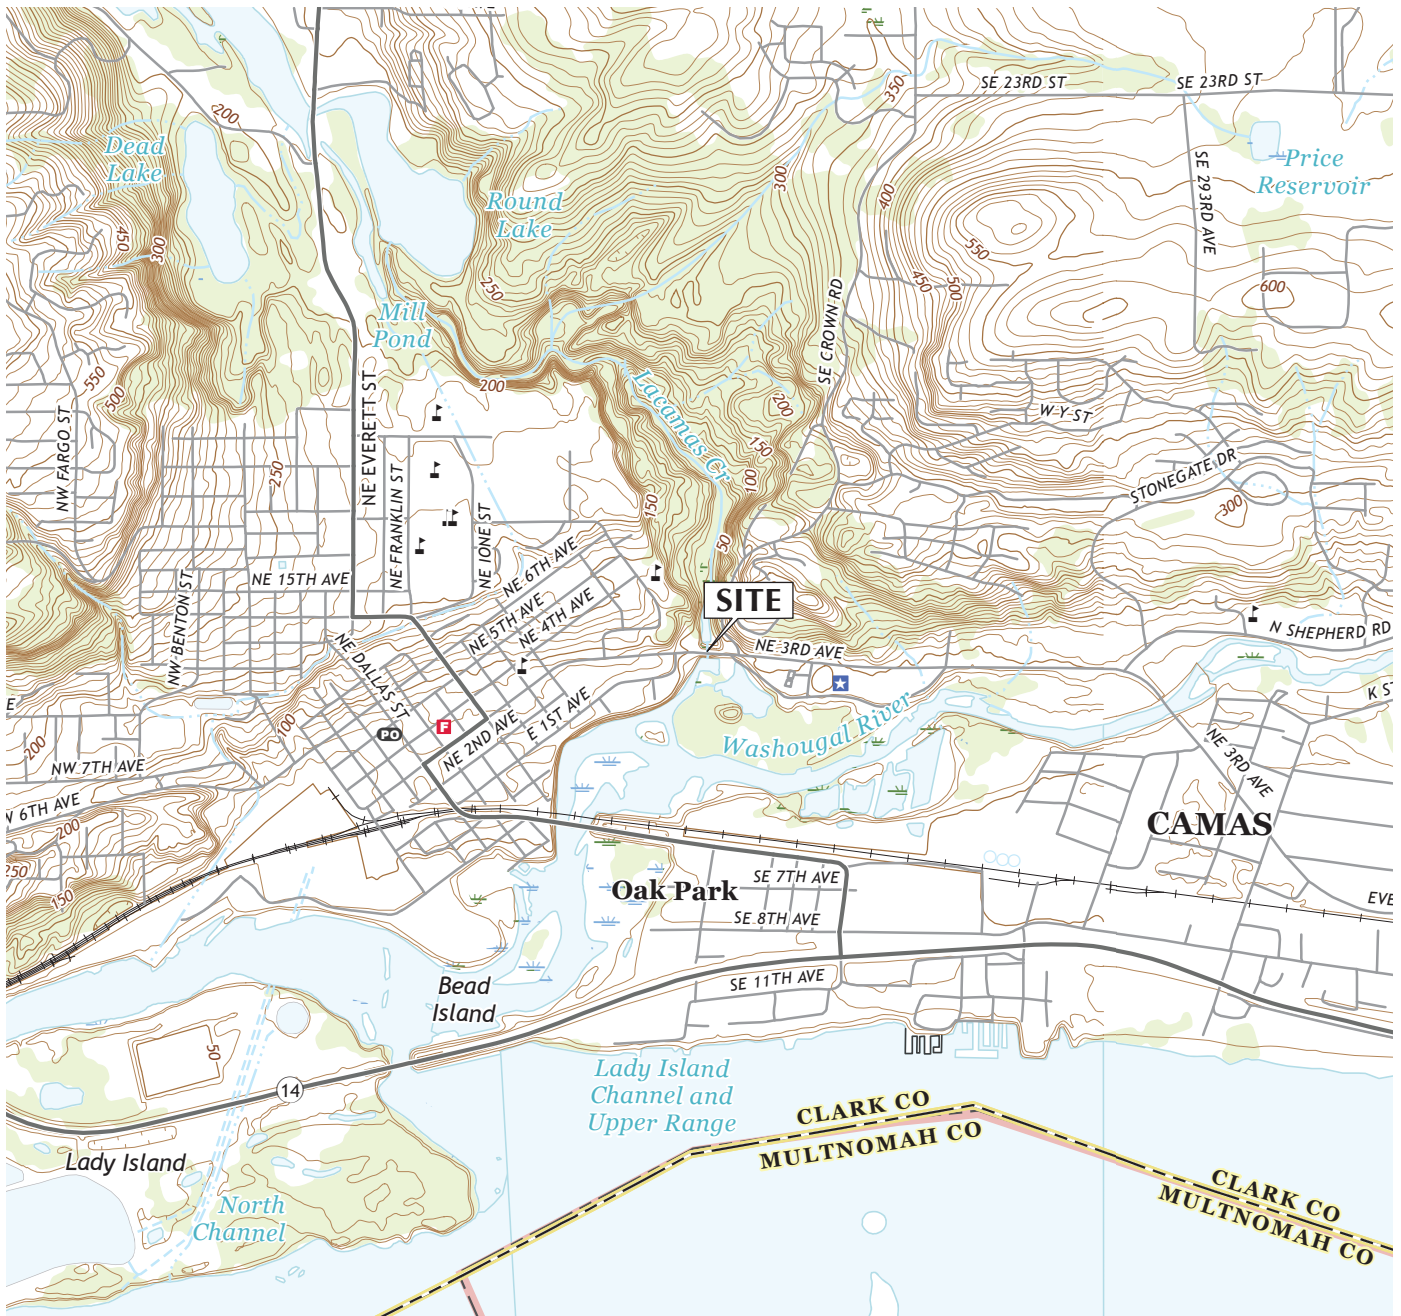 SE 23RD ST
SE 23RD ST
200
350
Dead
Lake
Price
Reservoir
SE 293RD AVE
300
400
Round
Lake
450
300
550
450
500
250
600
SE CROWN RD
Mill
Pond
200
Lacamas Cr
200
550
500
NE EVERETT ST
NW FARGO ST
W Y ST
150
STONEGATE DR
250
100
300
NE FRANKLIN ST
150
NE IONE ST
50
NE 6TH AVE
NE 15TH AVE
NW BENTON ST
SITE
NE 5TH AVE
NE 4TH AVE
N SHEPHERD RD
NE 3RD AVE
NE DALLAS ST
K ST
E
100
E 1ST AVE
Washougal River
F
PO
NE 2ND AVE
200
NW 7TH AVE
NE 3RD AVE
W 6TH AVE
200
CAMAS
250
SE 7TH AVE
Oak Park
150
EVE
SE 8TH AVE
SE 11TH AVE
Bead
Island
50
Lady Island
Channel and
Upper Range
14
CLARK CO
MULTNOMAH CO
Lady Island
North
Channel
CLARK CO
MULTNOMAH CO